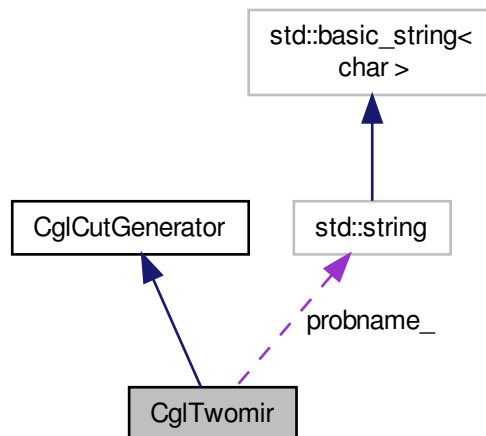 std::basic_string<
char >
CglCutGenerator
std::string
probname_
CglTwomir